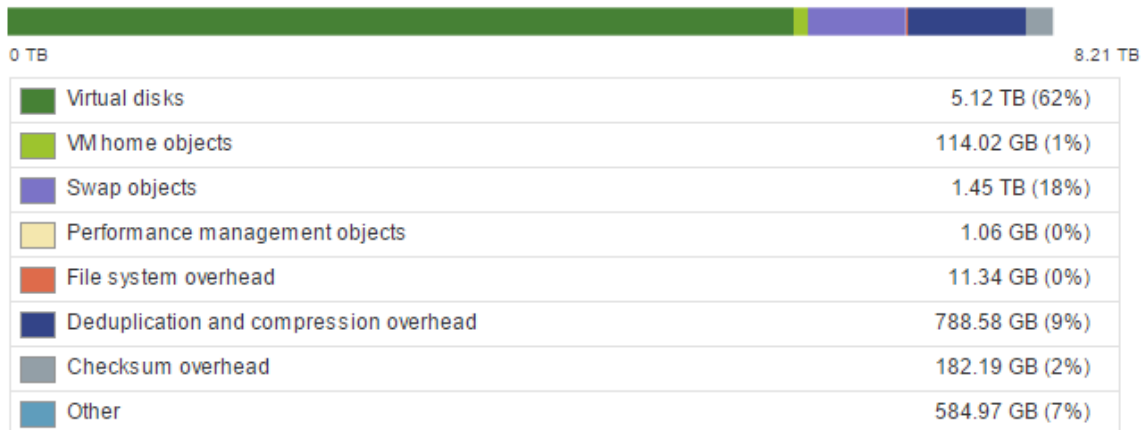 0 TB 8.21 TB
Virtual disks 5.12 TB (62%)
VM home objects 114.02 GB (1%)
Swap objects 1.45 TB (18%)
Performance management objects 1.06 GB (0%)
File system overhead 11.34 GB (0%)
Deduplication and compression overhead 788.58 GB (9%)
Checksum overhead 182.19 GB (2%)
Other 584.97 GB (7%)